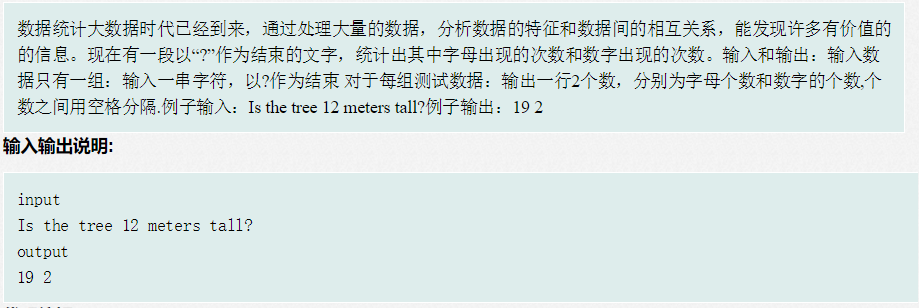 数据统计大数据时代已经到来，通过处理大量的数据，分析数据的特征和数据间的相互关系，能发现许多有价值的
的信息。现在有一段以“?”作为结束的文字，统计出其中字母出现的次数和数字出现的次数。输入和输出：输入数
据只有一组：输入一串字符，以?作为结束 对于每组测试数据：输出一行2个数，分别为字母个数和数字的个数,个
数之间用空格分隔.例子输入：Is the tree 12 meters tall?例子输出：19 2
输入输出说明:
input
Is the tree 12 meters tall?
output
19 2